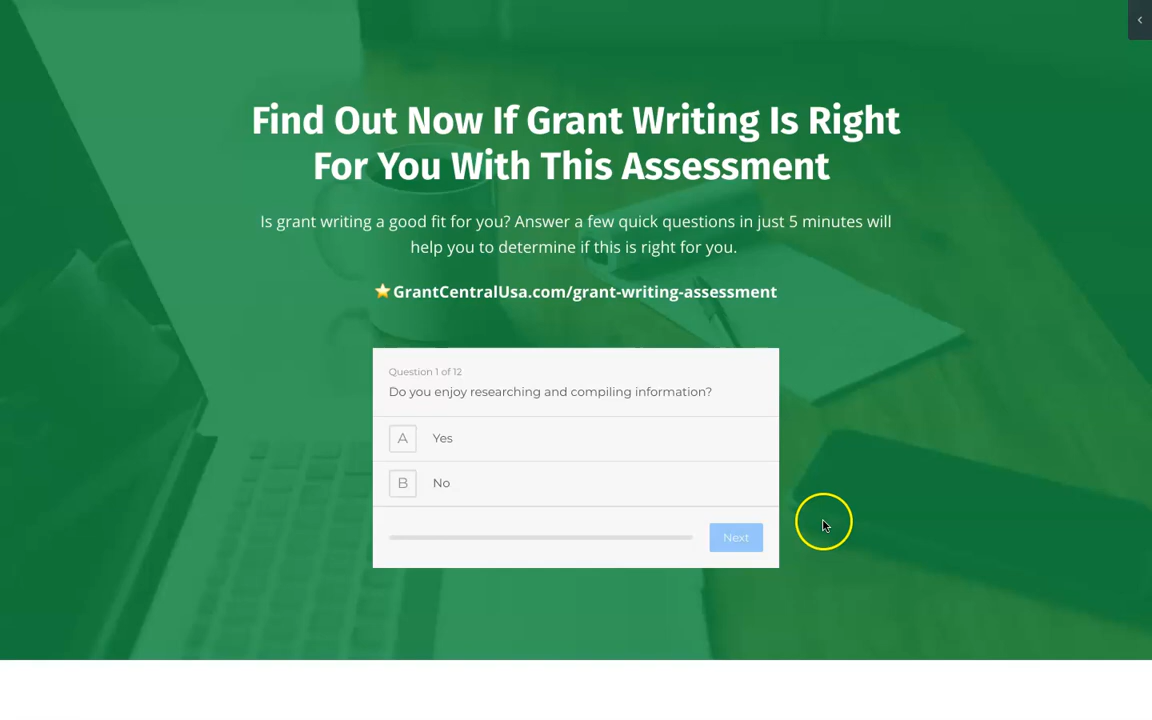 Find Out Now If Grant Writing Is Right
For You With This Assessment
Is grant writing a good fit for you? Answer a few quick questions in just 5 minutes will
help you to determine if this is right for you.
⭐GrantCentralUsa.com/grant-writing-assessment
Question 1 of 12
Do you enjoy researching and compiling information?
A Yes
B No
Next